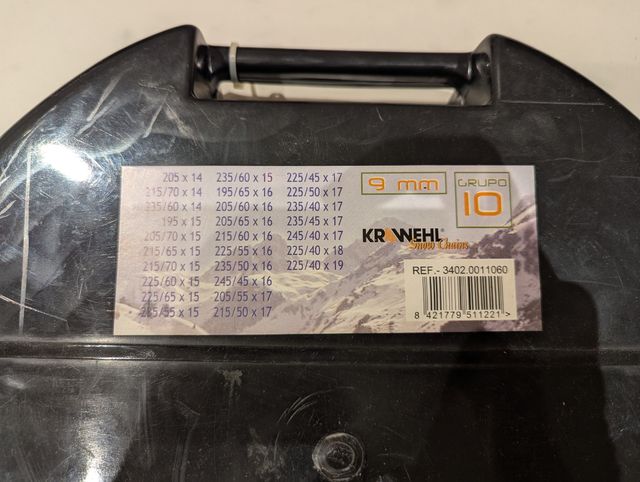 205 x 14
215/70 x 14
235/60 x 14
195 x 15
205/70 x 15
215/65 x 15
215/70 x 15
225/60 x 15
225/65 x 15
x 15
235/60 x 15
195/65 x 16
205/60 x 16
205/65 x 16
215/60 x 16
225/55 x 16
235/50 x 16
245/45 x 16
205/55 x 17
215/50 x 17
225/45 x 17
225/50 x 17
235/40 x 17
235/45 x 17
245/40 x 17
225/40 x 18
225/40 x 19
9 mm
GRUPO
10
KROWEHL®
Snow Chains
REF.- 3402.0011060
8 421779 511221 >